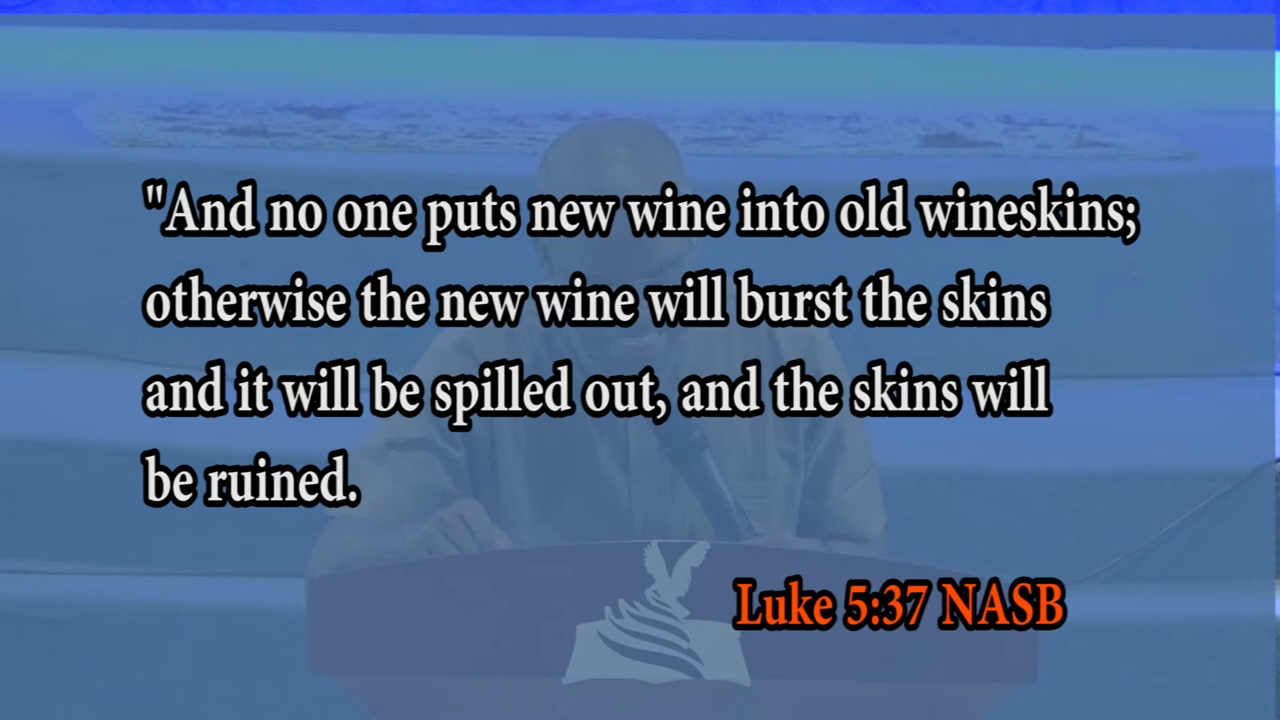 "And no one puts new wine into old wineskins;
otherwise the new wine will burst the skins
and it will be spilled out, and the skins will
be ruined.
Luke 5:37 NASB